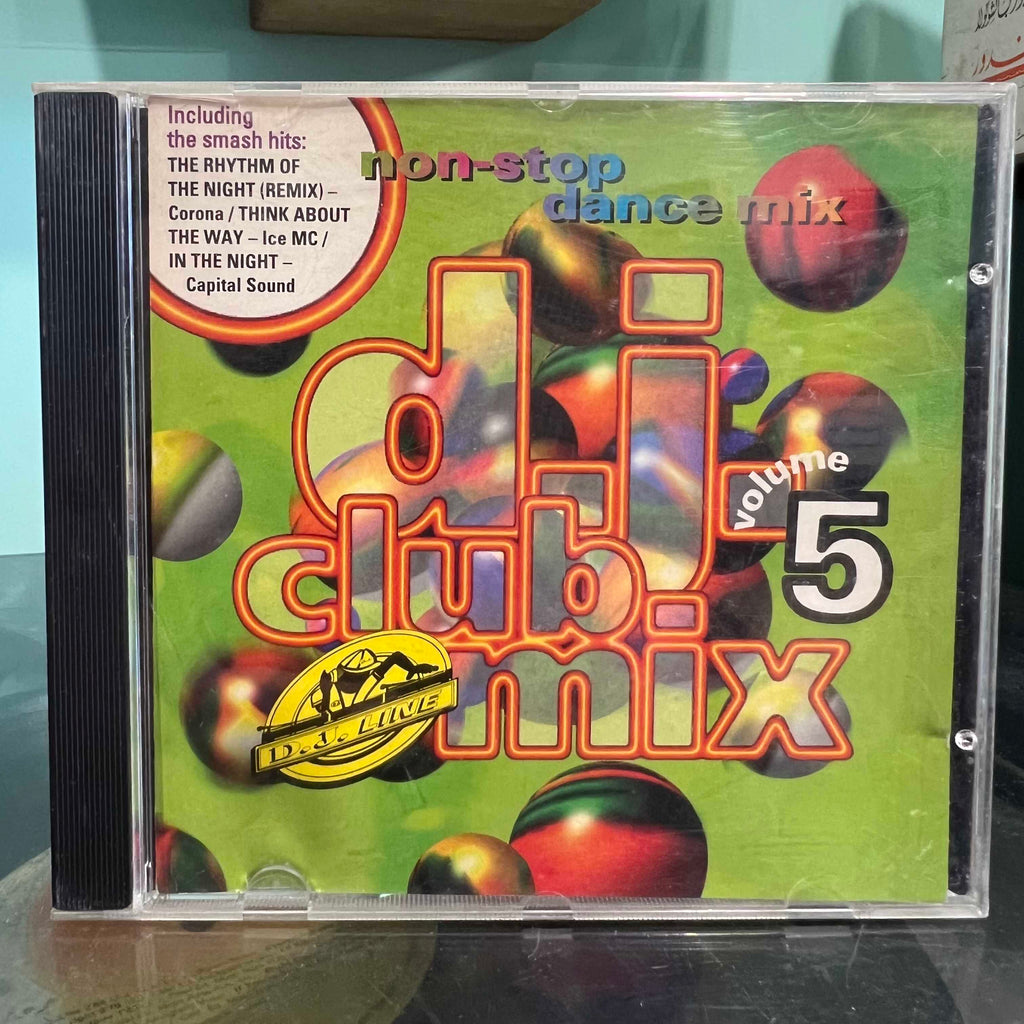 Including
the smash hits:
THE RHYTHM OF
THE NIGHT (REMIX) –
Corona / THINK ABOUT
THE WAY – Ice MC /
IN THE NIGHT –
Capital Sound
non-stop
dance mix
d.j.
club
mix
volume
5
D.J. LINE